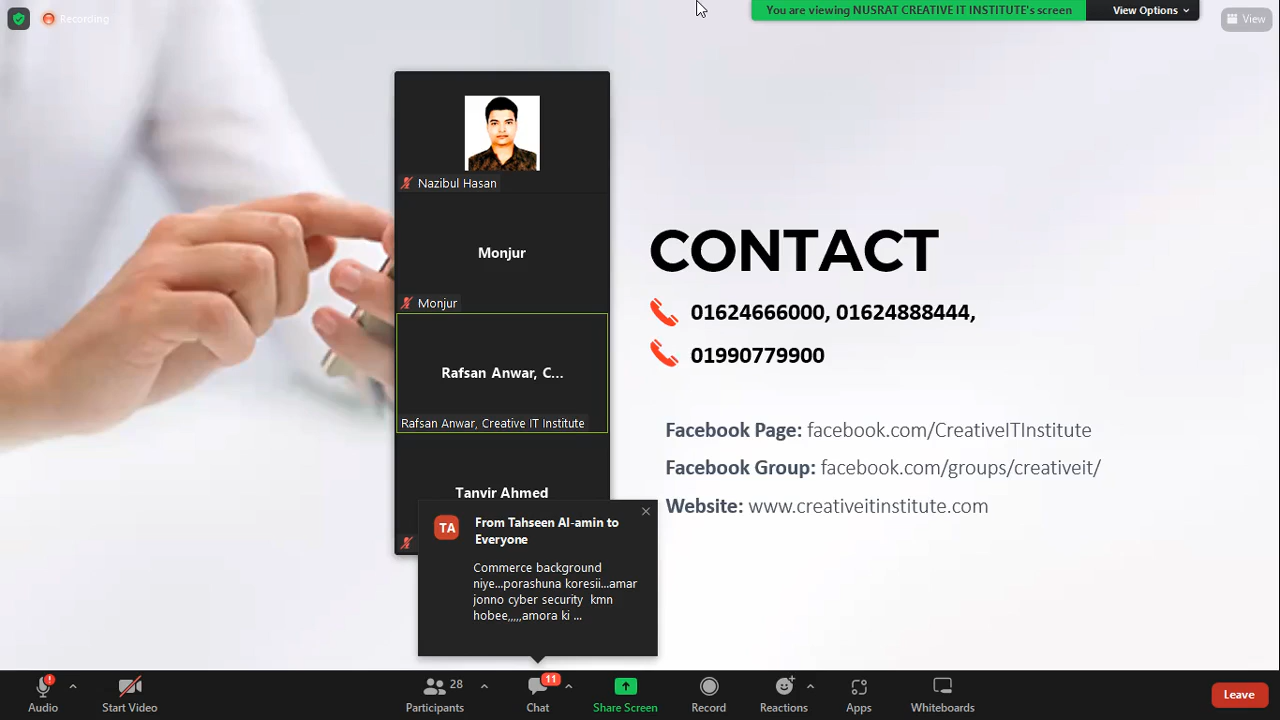 Recording
You are viewing NUSRAT CREATIVE IT INSTITUTE's screen
View Options
View
Nazibul Hasan
Monjur
Monjur
Rafsan Anwar, C...
Rafsan Anwar, Creative IT Institute
Tanvir Ahmed
CONTACT
01624666000, 01624888444,
01990779900
Facebook Page: facebook.com/CreativeITInstitute
Facebook Group: facebook.com/groups/creativeit/
Website: www.creativeitinstitute.com
TA
From Tahseen Al-amin to
Everyone
Commerce background
niye...porashuna koresii...amar
jonno cyber security kmn
hobee,,,,,amora ki ...
Audio
Start Video
28
Participants
11
Chat
Share Screen
Record
Reactions
Apps
Whiteboards
Leave